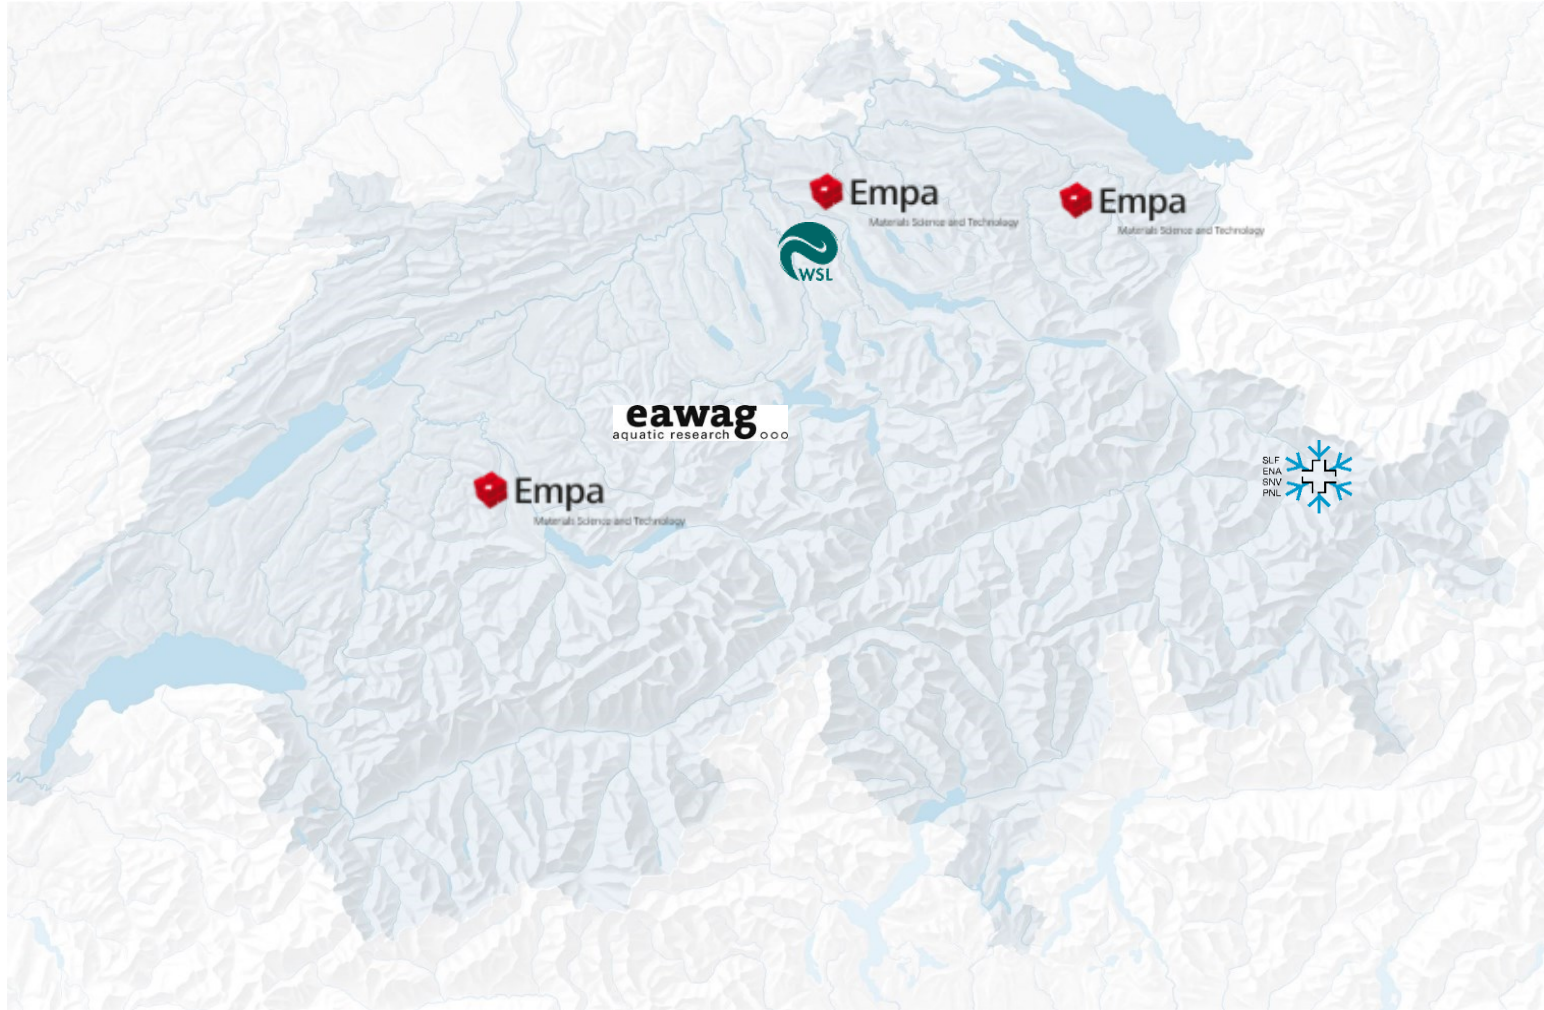 Empa
Materials Science and Technology
Empa
Materials Science and Technology
WSL
eawag
aquatic research
SLF
ENA
SNV
PNL
Empa
Materials Science and Technology